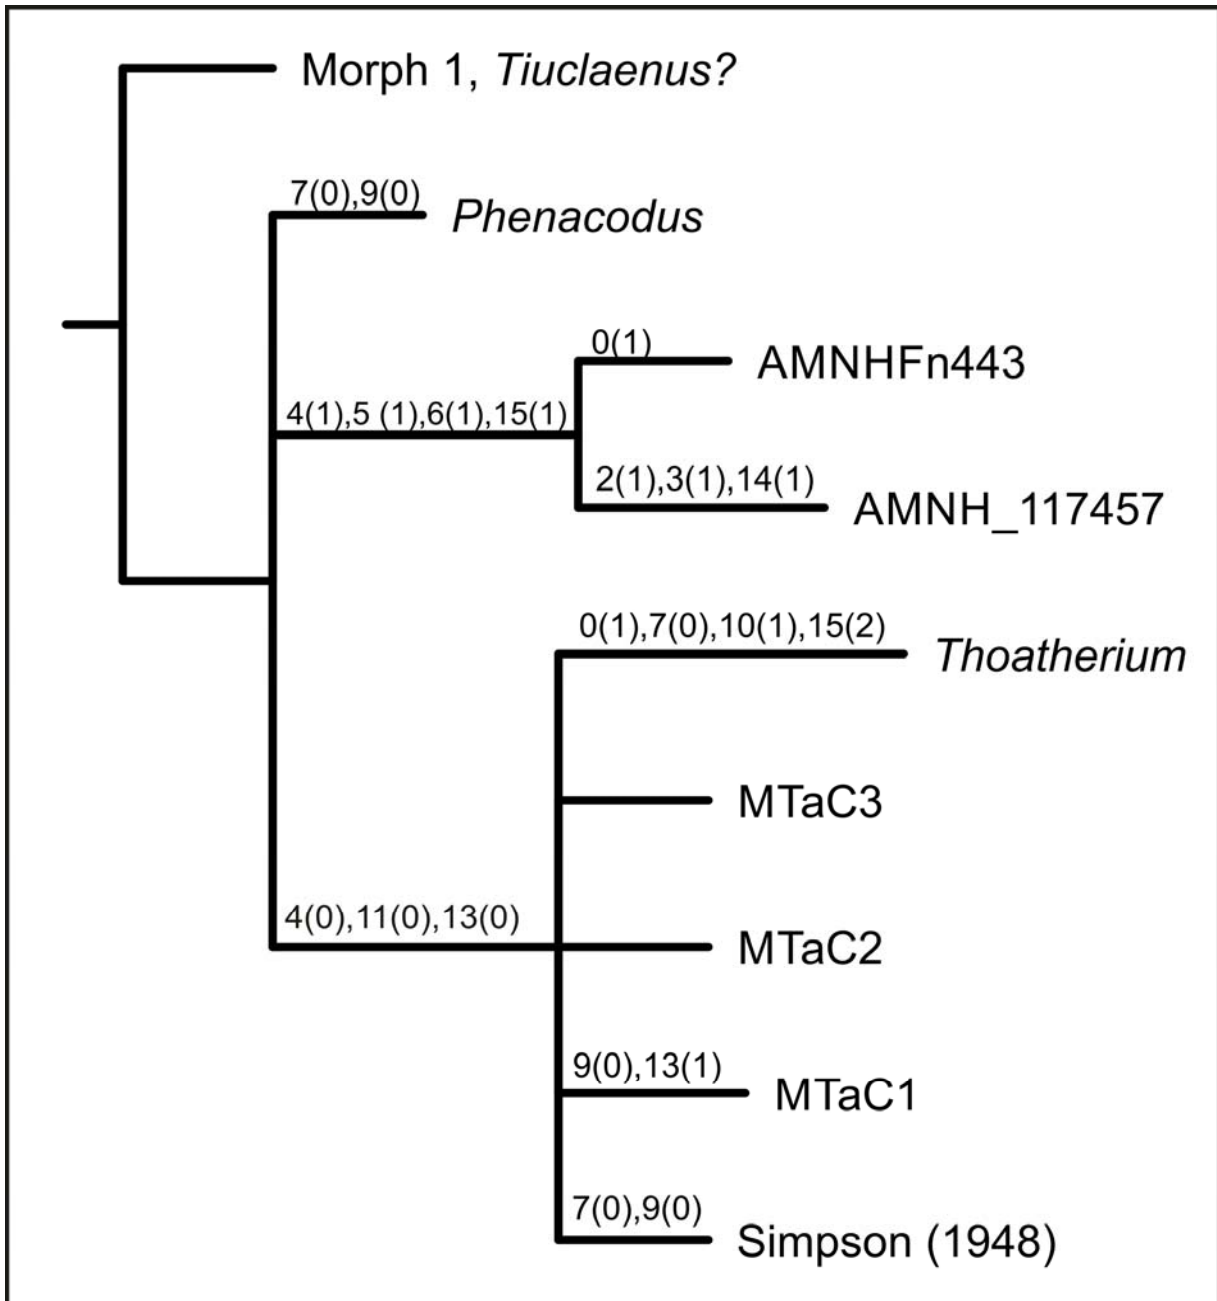 Morph 1, Tiuclaenus?
7(0),9(0)
Phenacodus
0(1)
AMNHFn443
4(1),5 (1),6(1),15(1)
2(1),3(1),14(1)
AMNH_117457
0(1),7(0),10(1),15(2)
Thoatherium
MTaC3
4(0),11(0),13(0)
MTaC2
9(0),13(1)
MTaC1
7(0),9(0)
Simpson (1948)